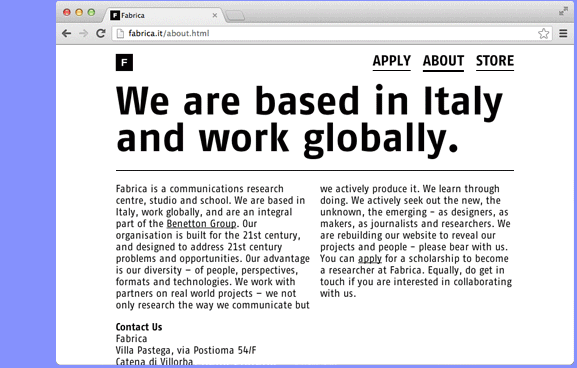 F Fabrica
fabrica.it/about.html
F
APPLY ABOUT STORE
We are based in Italy
and work globally.
Fabrica is a communications research
centre, studio and school. We are based in
Italy, work globally, and are an integral
part of the Benetton Group. Our
organisation is built for the 21st century,
and designed to address 21st century
problems and opportunities. Our advantage
is our diversity – of people, perspectives,
formats and technologies. We work with
partners on real world projects – we not
only research the way we communicate but
we actively produce it. We learn through
doing. We actively seek out the new, the
unknown, the emerging – as designers, as
makers, as journalists and researchers. We
are rebuilding our website to reveal our
projects and people – please bear with us.
You can apply for a scholarship to become
a researcher at Fabrica. Equally, do get in
touch if you are interested in collaborating
with us.
Contact Us
Fabrica
Villa Pastega, via Postioma 54/F
Catena di Villorba